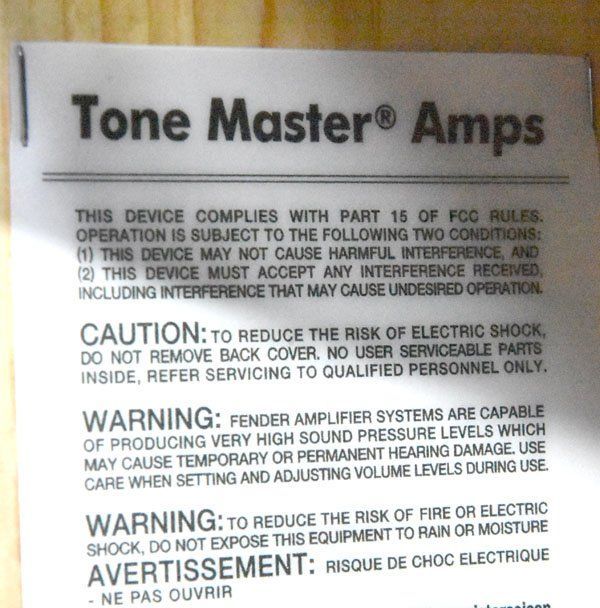 Tone Master® Amps
THIS DEVICE COMPLIES WITH PART 15 OF FCC RULES.
OPERATION IS SUBJECT TO THE FOLLOWING TWO CONDITIONS:
(1) THIS DEVICE MAY NOT CAUSE HARMFUL INTERFERENCE, AND
(2) THIS DEVICE MUST ACCEPT ANY INTERFERENCE RECEIVED,
INCLUDING INTERFERENCE THAT MAY CAUSE UNDESIRED OPERATION.
CAUTION: TO REDUCE THE RISK OF ELECTRIC SHOCK,
DO NOT REMOVE BACK COVER. NO USER SERVICEABLE PARTS
INSIDE, REFER SERVICING TO QUALIFIED PERSONNEL ONLY.
WARNING: FENDER AMPLIFIER SYSTEMS ARE CAPABLE
OF PRODUCING VERY HIGH SOUND PRESSURE LEVELS WHICH
MAY CAUSE TEMPORARY OR PERMANENT HEARING DAMAGE. USE
CARE WHEN SETTING AND ADJUSTING VOLUME LEVELS DURING USE.
WARNING: TO REDUCE THE RISK OF FIRE OR ELECTRIC
SHOCK, DO NOT EXPOSE THIS EQUIPMENT TO RAIN OR MOISTURE
AVERTISSEMENT: RISQUE DE CHOC ELECTRIQUE
- NE PAS OUVRIR